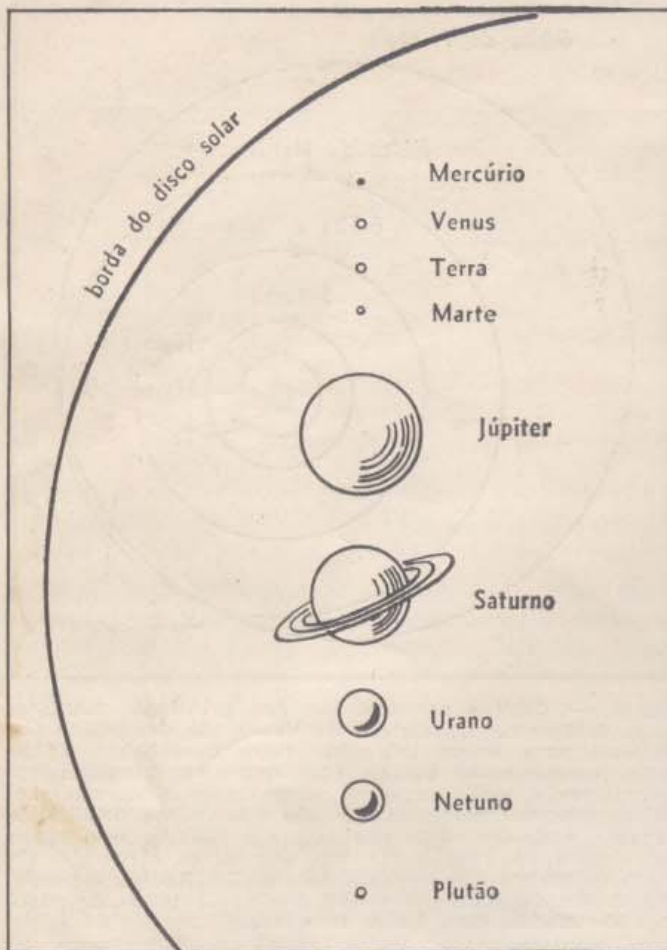 borda do disco solar
Mercúrio
Venus
Terra
Marte
Júpiter
Saturno
Urano
Netuno
Plutão